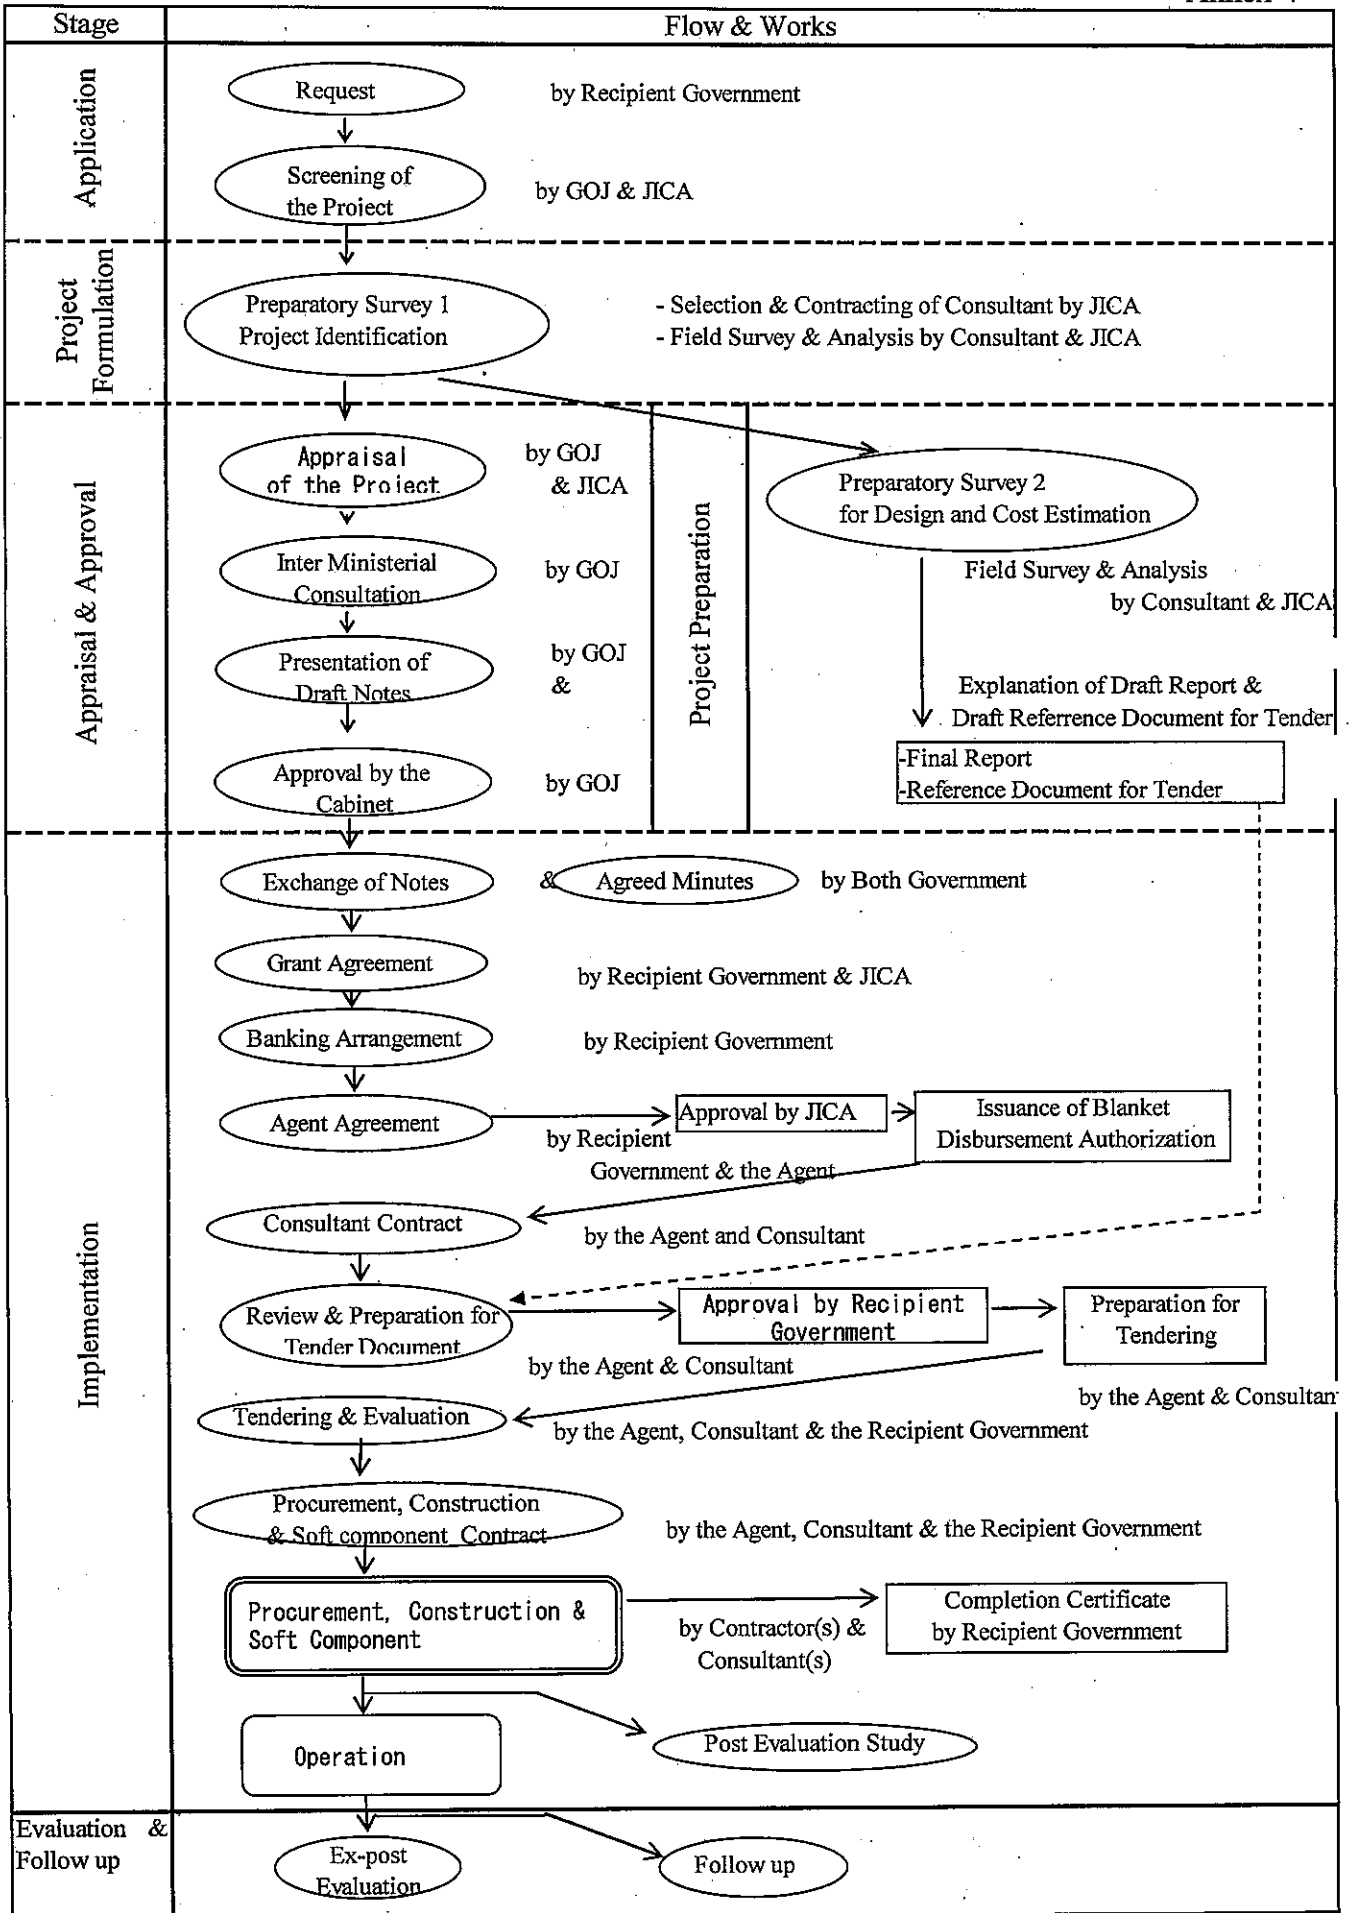 Stage
Flow & Works
Application
Request
by Recipient Government
Screening of
the Project
by GOJ & JICA
Project
Formulation
Preparatory Survey 1
Project Identification
- Selection & Contracting of Consultant by JICA
- Field Survey & Analysis by Consultant & JICA
Appraisal & Approval
Appraisal
of the Project
by GOJ
& JICA
Inter Ministerial
Consultation
by GOJ
Presentation of
Draft Notes
by GOJ
&
Approval by the
Cabinet
by GOJ
Project Preparation
Preparatory Survey 2
for Design and Cost Estimation
Field Survey & Analysis
by Consultant & JICA
Explanation of Draft Report &
Draft Referrence Document for Tender
-Final Report
-Reference Document for Tender
Implementation
Exchange of Notes
&
Agreed Minutes
by Both Government
Grant Agreement
by Recipient Government & JICA
Banking Arrangement
by Recipient Government
Agent Agreement
by Recipient
Government & the Agent
Approval by JICA
Issuance of Blanket
Disbursement Authorization
Consultant Contract
by the Agent and Consultant
Review & Preparation for
Tender Document
by the Agent & Consultant
Approval by Recipient
Government
Preparation for
Tendering
by the Agent & Consultan
Tendering & Evaluation
by the Agent, Consultant & the Recipient Government
Procurement, Construction
& Soft component Contract
by the Agent, Consultant & the Recipient Government
Procurement, Construction &
Soft Component
by Contractor(s) &
Consultant(s)
Completion Certificate
by Recipient Government
Operation
Post Evaluation Study
Evaluation &
Follow up
Ex-post
Evaluation
Follow up